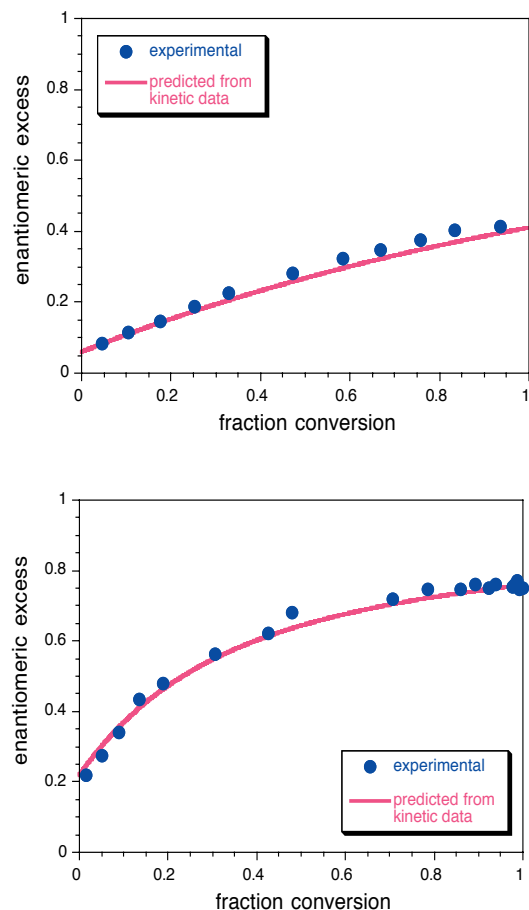 1
experimental
predicted from
kinetic data
0.8
0.6
0.4
0.2
0
enantiomeric excess
0 0.2 0.4 0.6 0.8 1
fraction conversion
1
0.8
0.6
0.4
0.2
0
enantiomeric excess
experimental
predicted from
kinetic data
0 0.2 0.4 0.6 0.8 1
fraction conversion